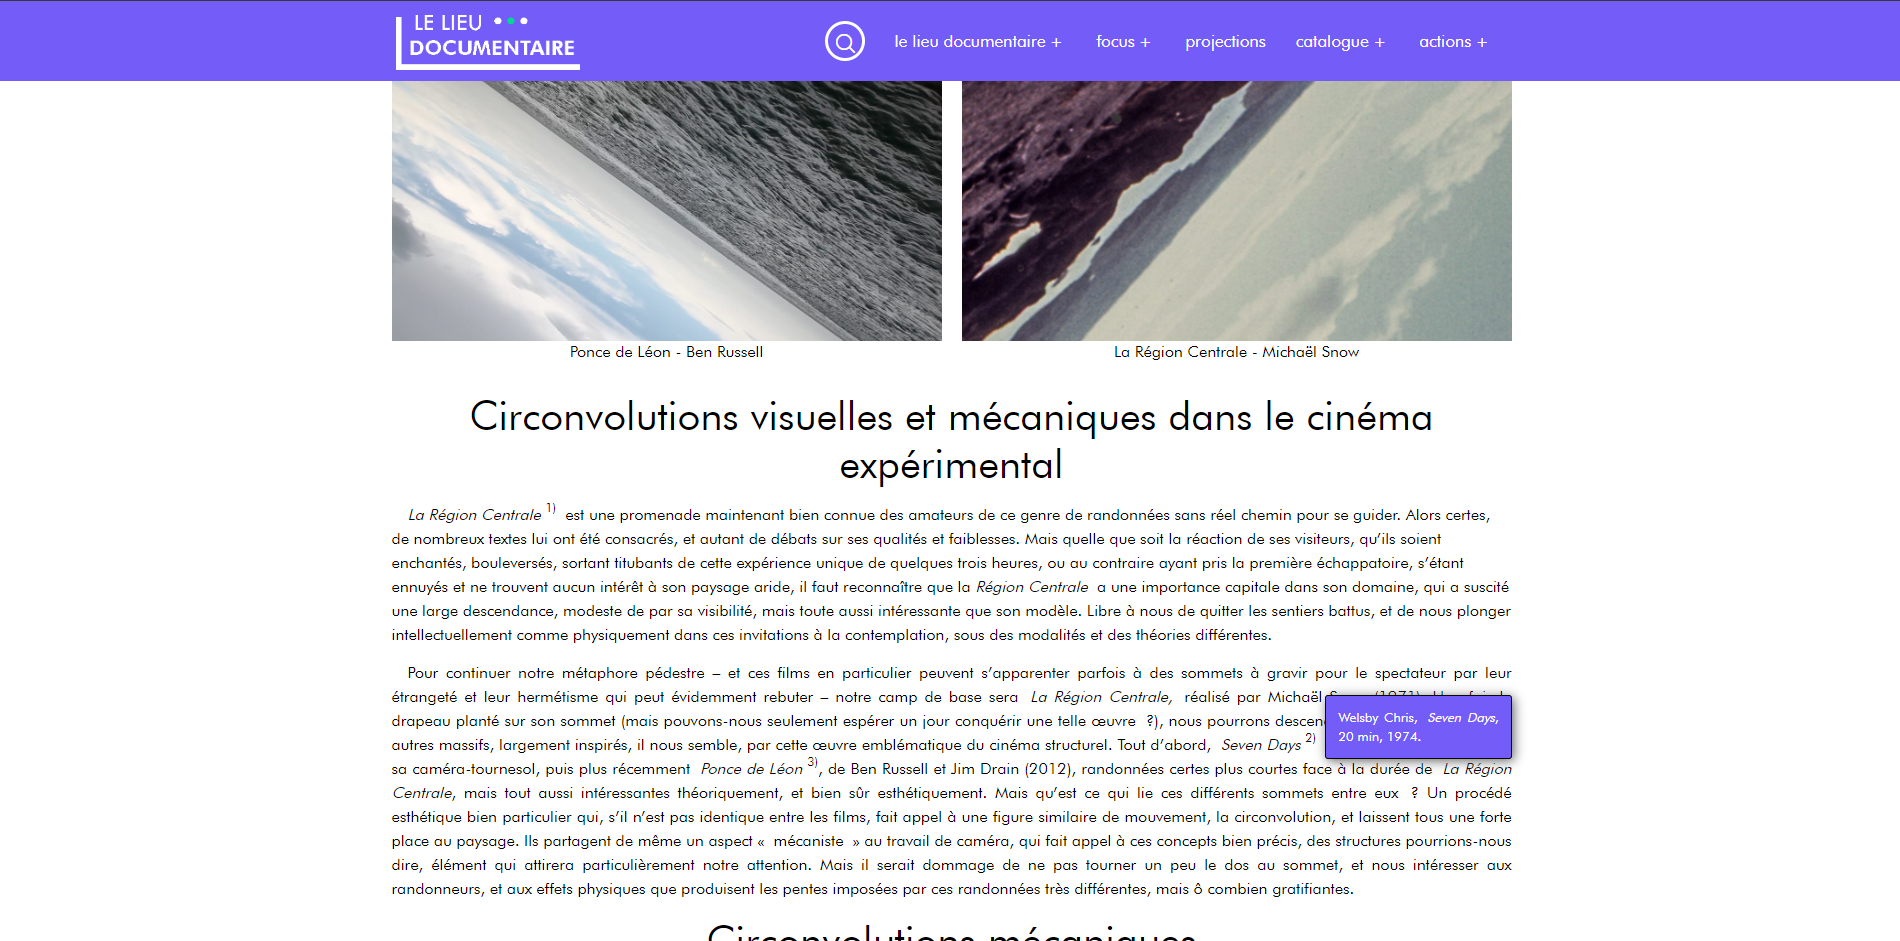 LE LIEU
DOCUMENTAIRE
le lieu documentaire +
focus +
projections
catalogue +
actions +
Ponce de Léon - Ben Russell
La Région Centrale - Michaël Snow
Circonvolutions visuelles et mécaniques dans le cinéma
expérimental
La Région Centrale 1) est une promenade maintenant bien connue des amateurs de ce genre de randonnées sans réel chemin pour se guider. Alors certes,
de nombreux textes lui ont été consacrés, et autant de débats sur ses qualités et faiblesses. Mais quelle que soit la réaction de ses visiteurs, qu’ils soient
enchantés, bouleversés, sortant titubants de cette expérience unique de quelques trois heures, ou au contraire ayant pris la première échappatoire, s’étant
ennuyés et ne trouvent aucun intérêt à son paysage aride, il faut reconnaître que la Région Centrale a une importance capitale dans son domaine, qui a suscité
une large descendance, modeste de par sa visibilité, mais toute aussi intéressante que son modèle. Libre à nous de quitter les sentiers battus, et de nous plonger
intellectuellement comme physiquement dans ces invitations à la contemplation, sous des modalités et des théories différentes.
Pour continuer notre métaphore pédestre – et ces films en particulier peuvent s’apparenter parfois à des sommets à gravir pour le spectateur par leur
étrangeté et leur hermétisme qui peut évidemment rebuter – notre camp de base sera La Région Centrale, réalisé par Michaël
drapeau planté sur son sommet (mais pouvons-nous seulement espérer un jour conquérir une telle œuvre ?), nous pourrons
autres massifs, largement inspirés, il nous semble, par cette œuvre emblématique du cinéma structurel. Tout d’abord, Seven Days 2)
Welsby Chris, Seven Days,
20 min, 1974.
sa caméra-tournesol, puis plus récemment Ponce de Léon 3), de Ben Russell et Jim Drain (2012), randonnées certes plus courtes face à la durée de La Région
Centrale, mais tout aussi intéressantes théoriquement, et bien sûr esthétiquement. Mais qu’est ce qui lie ces différents sommets entre eux ? Un procédé
esthétique bien particulier qui, s’il n’est pas identique entre les films, fait appel à une figure similaire de mouvement, la circonvolution, et laissent tous une forte
place au paysage. Ils partagent de même un aspect « mécaniste » au travail de caméra, qui fait appel à ces concepts bien précis, des structures pourrions-nous
dire, élément qui attirera particulièrement notre attention. Mais il serait dommage de ne pas tourner un peu le dos au sommet, et nous intéresser aux
randonneurs, et aux effets physiques que produisent les pentes imposées par ces randonnées très différentes, mais ô combien gratifiantes.
Circonvolutions mécaniques